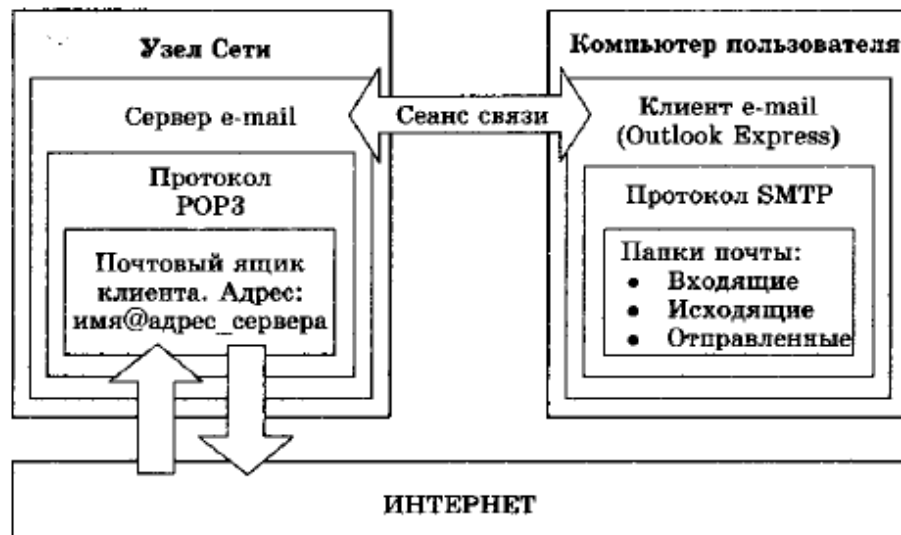 Узел Сети
Сервер e-mail
Протокол
POP3
Почтовый ящик
клиента. Адрес:
имя@адрес_сервера
Сеанс связи
Компьютер пользователя
Клиент e-mail
(Outlook Express)
Протокол SMTP
Папки почты:
● Входящие
● Исходящие
● Отправленные
ИНТЕРНЕТ